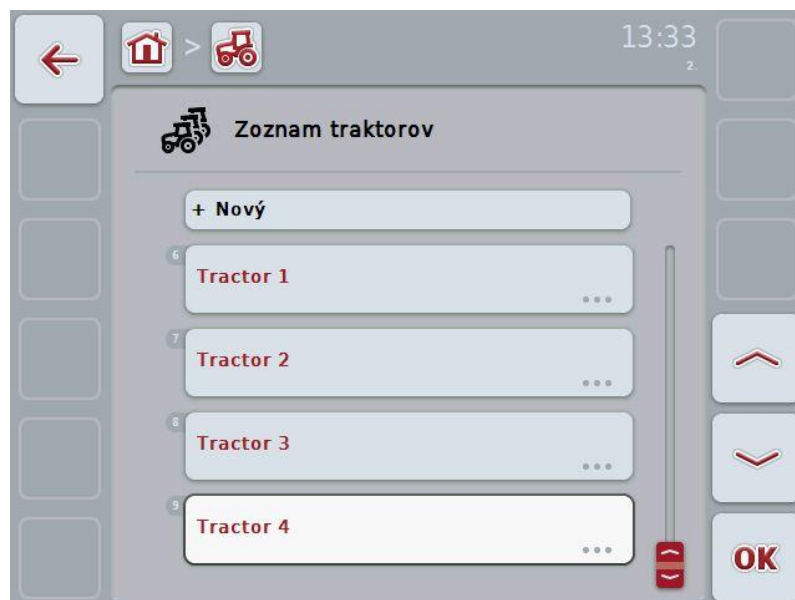 >
13:33
2.
Zoznam traktorov
+ Nový
6
Tractor 1
7
Tractor 2
8
Tractor 3
9
Tractor 4
OK